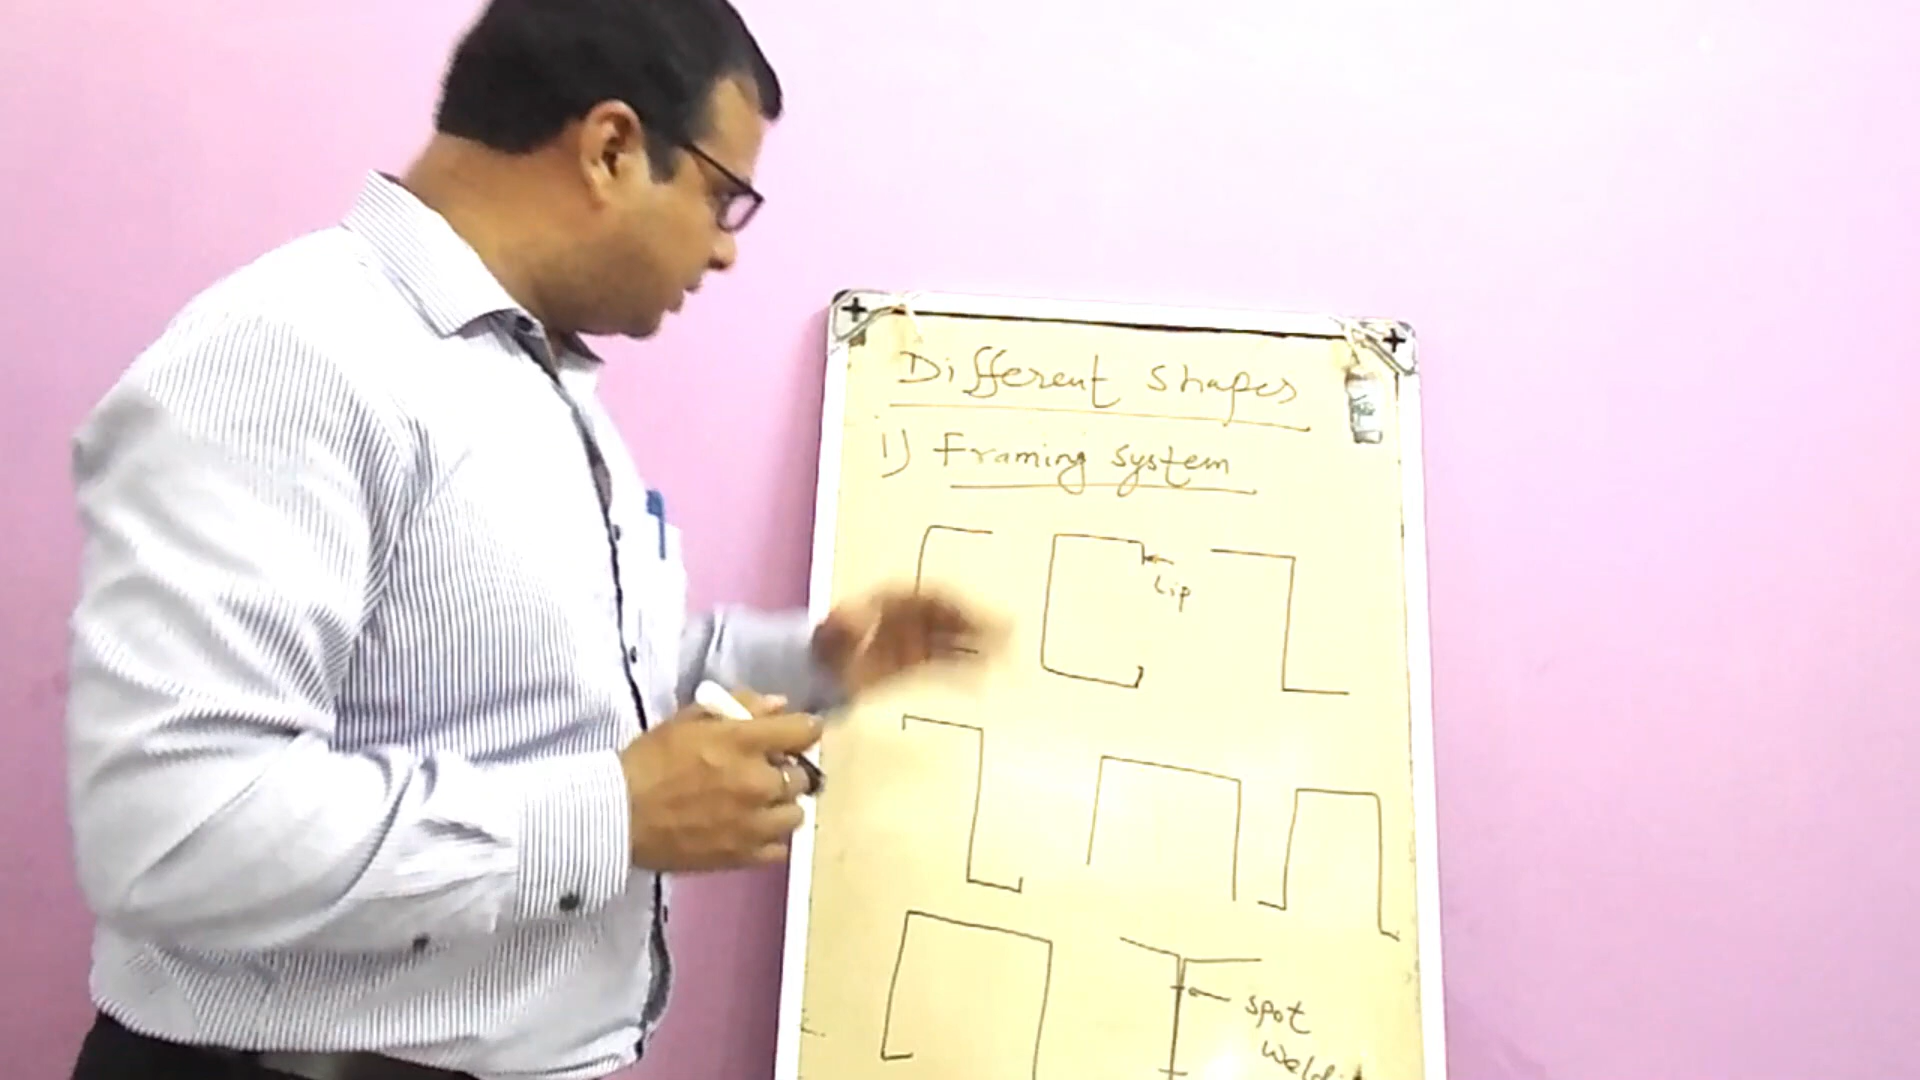 Different Shapes
1) Framing system
Lip
spot